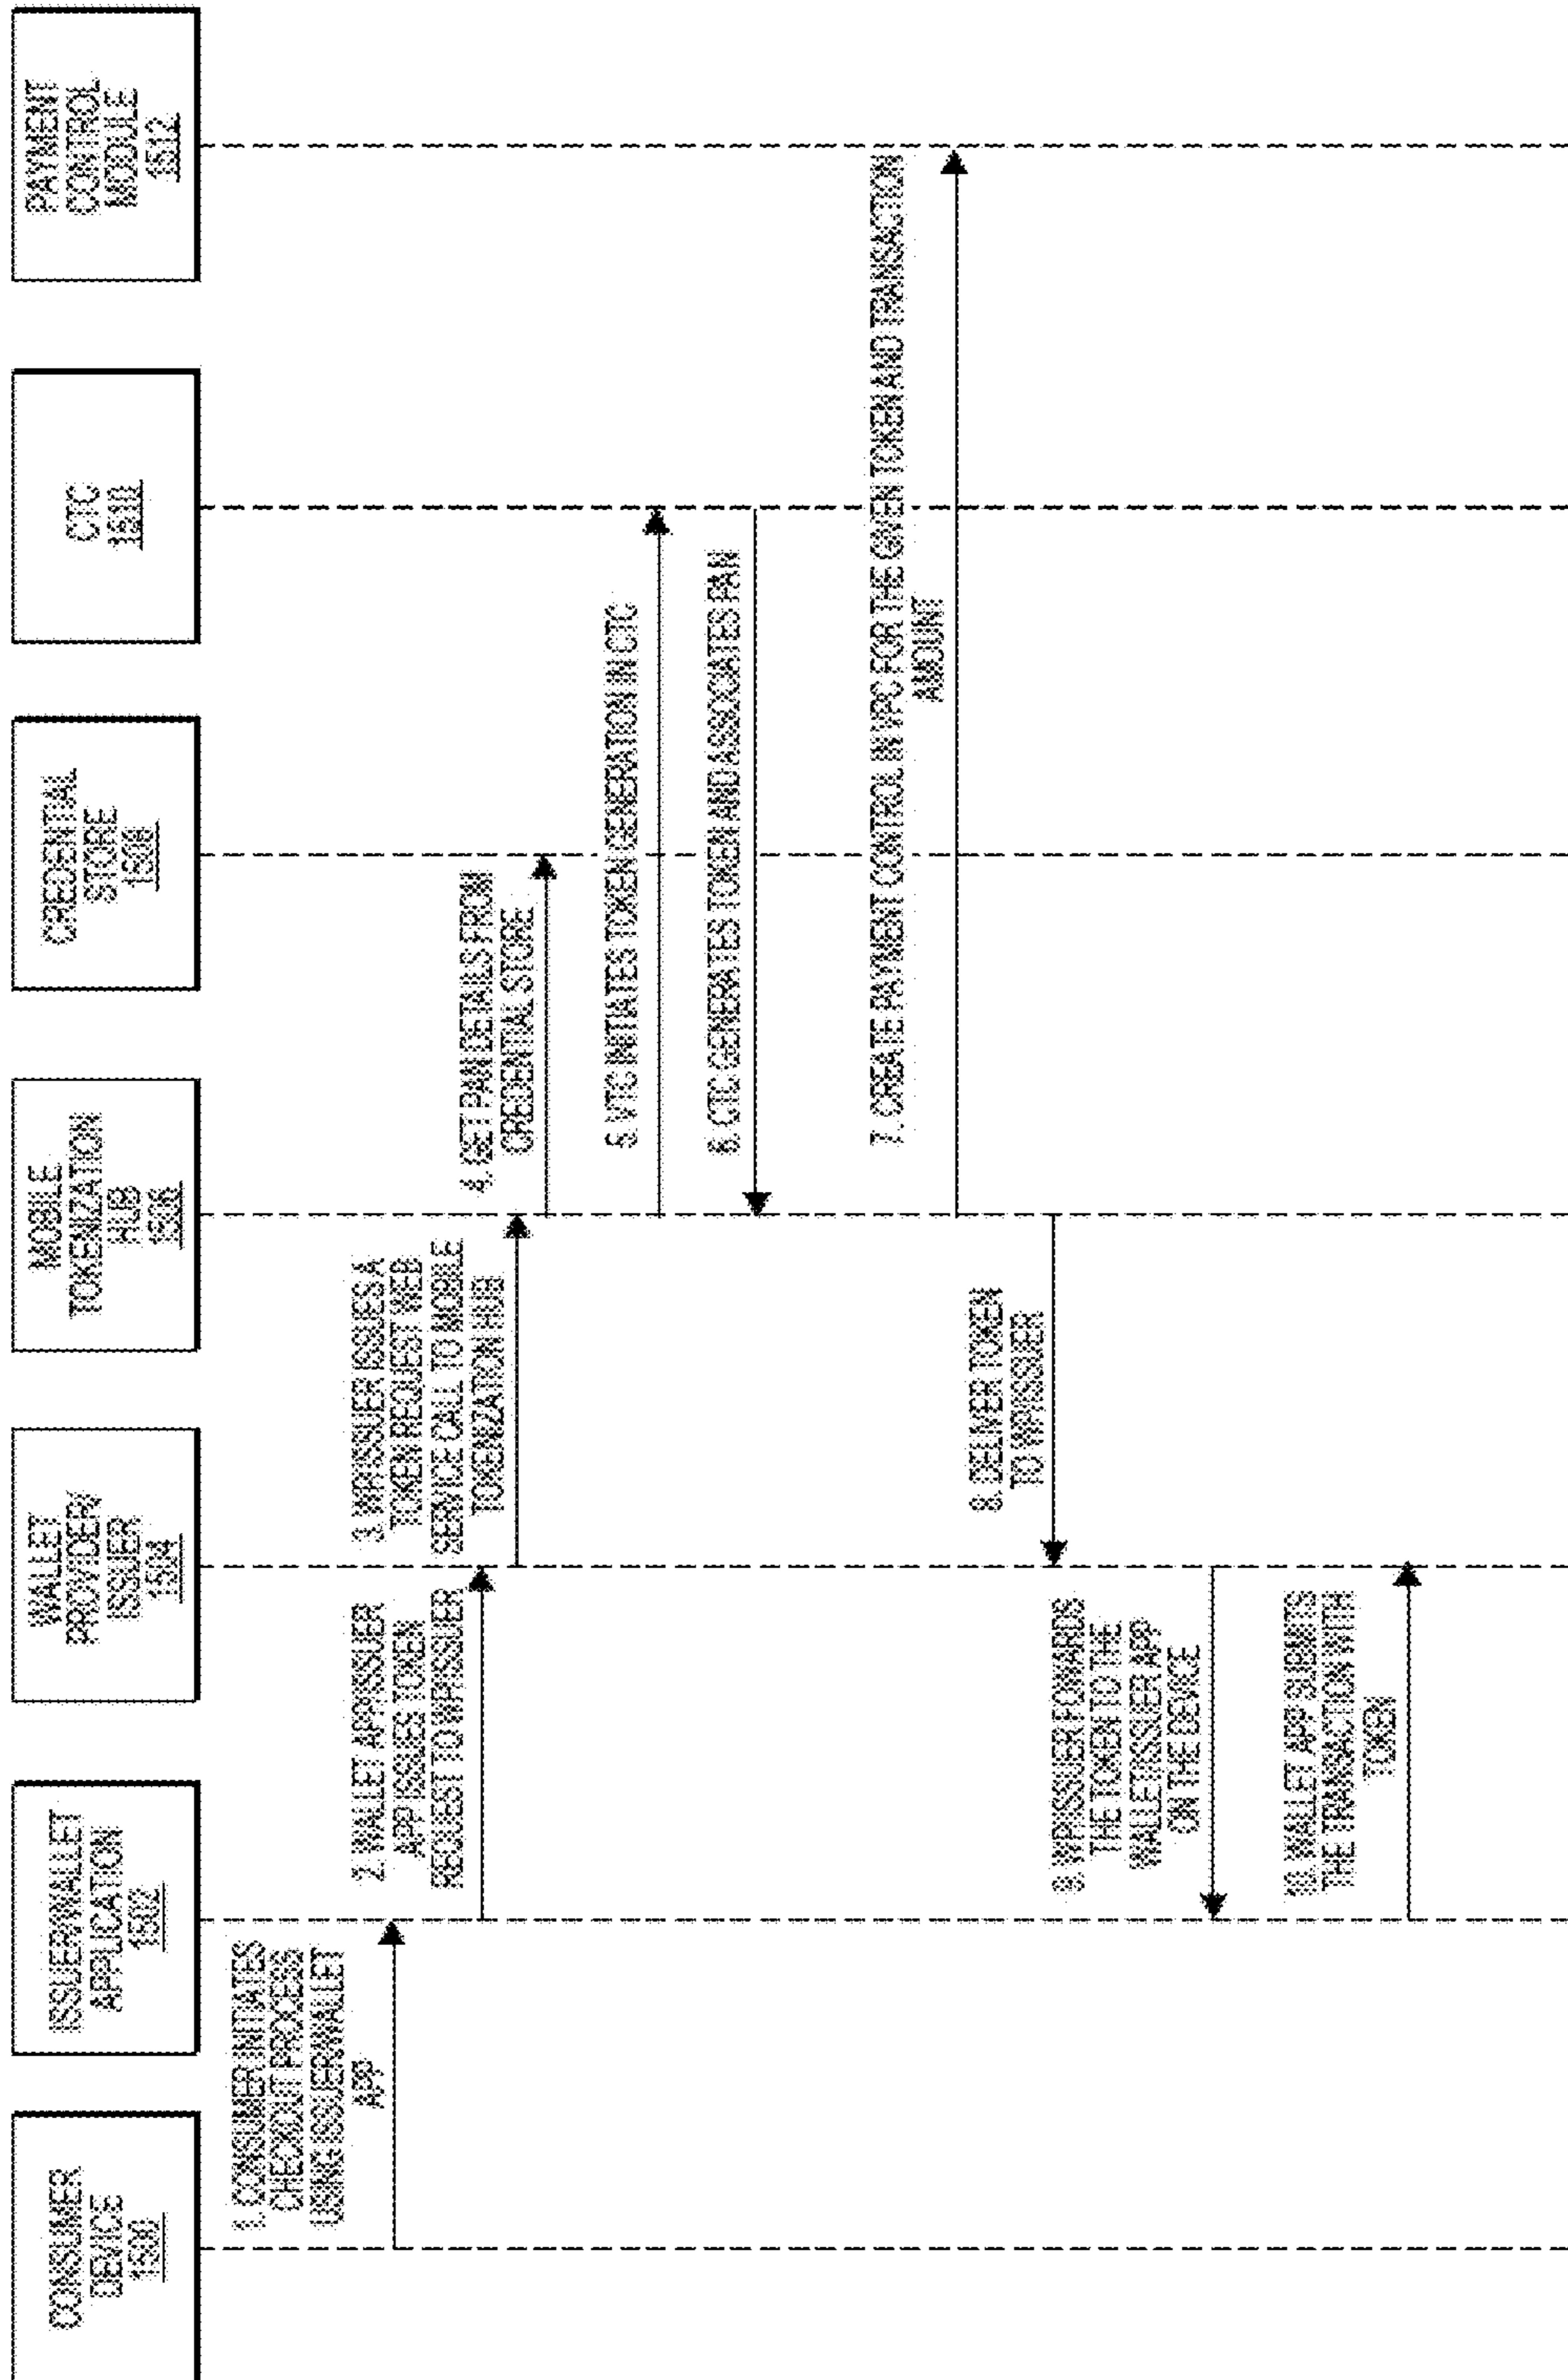 CONSUMER
DEVICE
1500
ISSUER/WALLET
APPLICATION
1502
WALLET
PROVIDER/
ISSUER
1504
MOBILE
TOKENIZATION
HUB
1506
CREDENTIAL
STORE
1508
CTC
1510
PAYMENT
CONTROL
MODULE
1512
1. CONSUMER INITIATES
CHECKOUT PROCESS
USING ISSUER/WALLET
APP
2. WALLET APP/ISSUER
APP ISSUES TOKEN
REQUEST TO WP/ISSUER
3. WP/ISSUER ISSUES A
TOKEN REQUEST WEB
SERVICE CALL TO MOBILE
TOKENIZATION HUB
4. GET PAN DETAILS FROM
CREDENTIAL STORE
5. VTC INITIATES TOKEN GENERATION IN CTC
6. CTC GENERATES TOKEN AND ASSOCIATES PAN
7. CREATE PAYMENT CONTROL IN VPC FOR THE GIVEN TOKEN AND TRANSACTION
AMOUNT
8. DELIVER TOKEN
TO WP/ISSUER
9. WP/ISSUER FORWARDS
THE TOKEN TO THE
WALLET/ISSUER APP
ON THE DEVICE
10. WALLET APP SUBMITS
THE TRANSACTION WITH
TOKEN